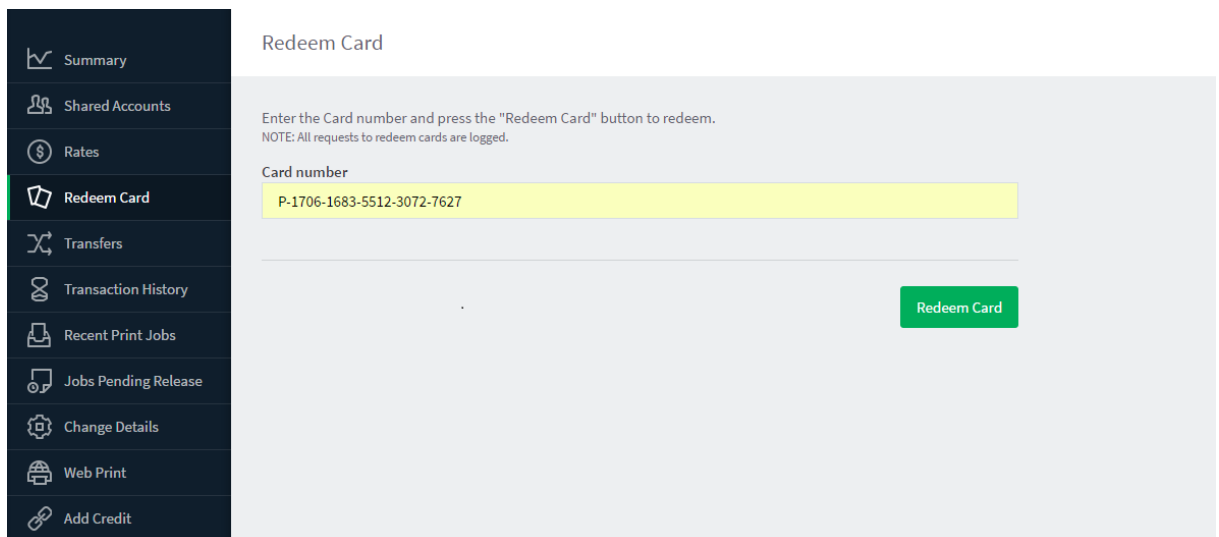 Summary
Shared Accounts
Rates
Redeem Card
Transfers
Transaction History
Recent Print Jobs
Jobs Pending Release
Change Details
Web Print
Add Credit
Redeem Card
Enter the Card number and press the "Redeem Card" button to redeem.
NOTE: All requests to redeem cards are logged.
Card number
P-1706-1683-5512-3072-7627
Redeem Card